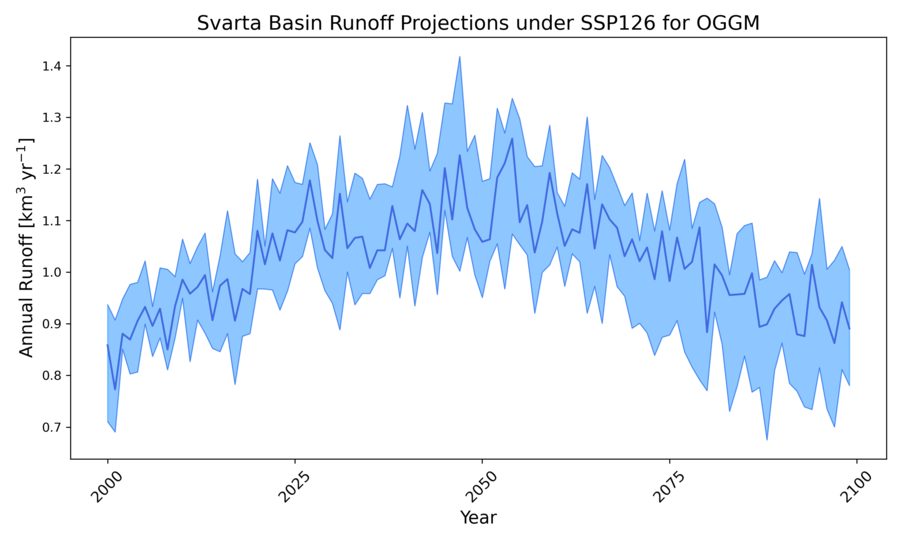 Svarta Basin Runoff Projections under SSP126 for OGGM
Annual Runoff [km³ yr⁻¹]
1.4
1.3
1.2
1.1
1.0
0.9
0.8
0.7
2000 2025 2050 2075 2100
Year